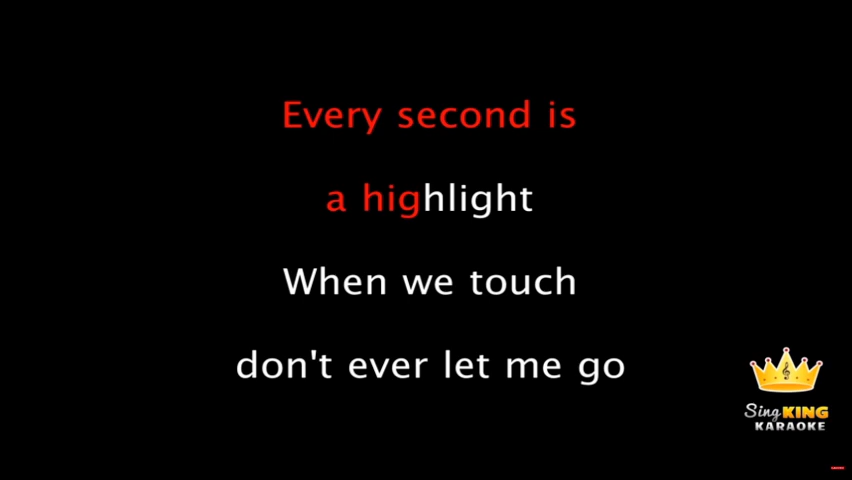 Every second is
a highlight
When we touch
don't ever let me go
Sing KING
KARAOKE